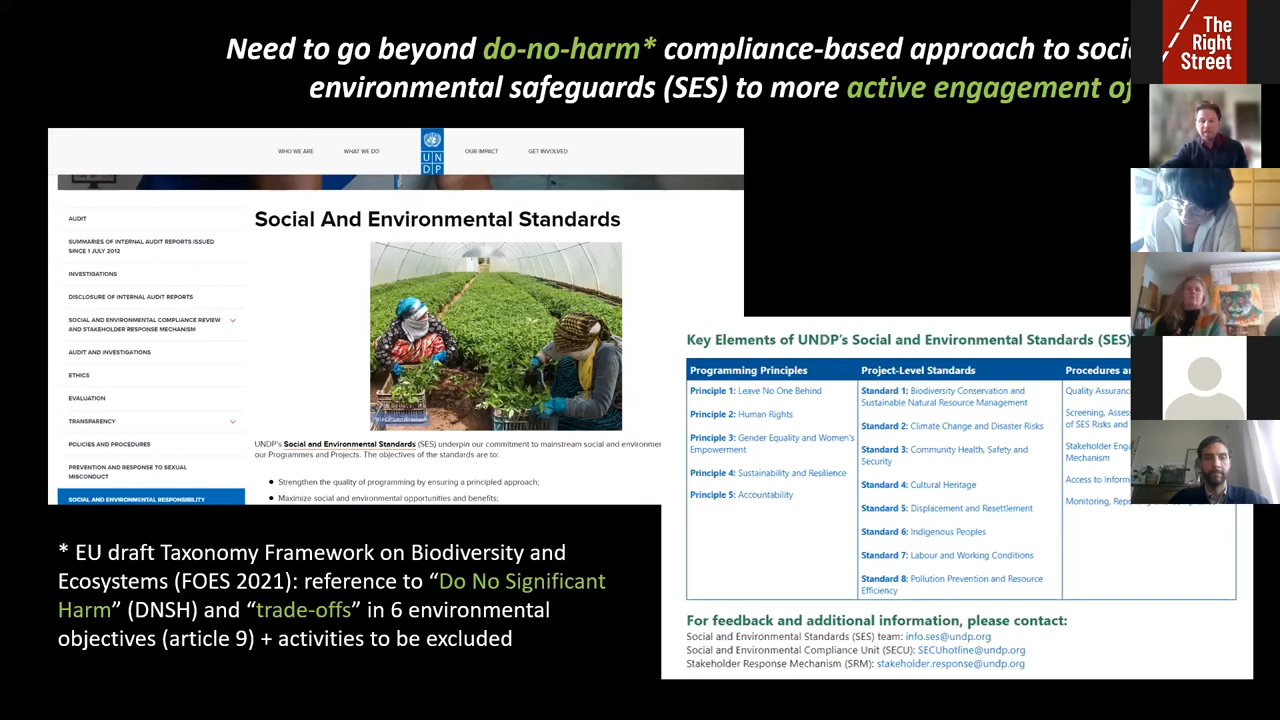 Need to go beyond do-no-harm* compliance-based approach to
environmental safeguards (SES) to more active engagement of
The
Right
Street
WHO WE ARE
WHAT WE DO
UN
DP
OUR IMPACT
GET INVOLVED
AUDIT
SUMMARIES OF INTERNAL AUDIT REPORTS ISSUED
SINCE 1 JULY 2012
INVESTIGATIONS
DISCLOSURE OF INTERNAL AUDIT REPORTS
SOCIAL AND ENVIRONMENTAL COMPLIANCE REVIEW
AND STAKEHOLDER RESPONSE MECHANISM
AUDIT AND INVESTIGATIONS
ETHICS
EVALUATION
TRANSPARENCY
POLICIES AND PROCEDURES
PREVENTION AND RESPONSE TO SEXUAL
MISCONDUCT
SOCIAL AND ENVIRONMENTAL RESPONSIBILITY
Social And Environmental Standards
UNDP's Social and Environmental Standards (SES) underpin our commitment to mainstream social and
our Programmes and Projects. The objectives of the standards are to:
● Strengthen the quality of programming by ensuring a principled approach;
● Maximize social and environmental opportunities and benefits;
Key Elements of UNDP's Social and Environmental Standards (SES)
Programming Principles
Principle 1: Leave No One Behind
Principle 2: Human Rights
Principle 3: Gender Equality and Women's
Empowerment
Principle 4: Sustainability and Resilience
Principle 5: Accountability
Project-Level Standards
Standard 1: Biodiversity Conservation and
Sustainable Natural Resource Management
Standard 2: Climate Change and Disaster Risks
Standard 3: Community Health, Safety and
Security
Standard 4: Cultural Heritage
Standard 5: Displacement and Resettlement
Standard 6: Indigenous Peoples
Standard 7: Labour and Working Conditions
Standard 8: Pollution Prevention and Resource
Efficiency
Procedures
Quality
Screening,
of SES Risks and
Stakeholder
Mechanism
Access to
Monitoring,
For feedback and additional information, please contact:
Social and Environmental Standards (SES) team: info.ses@undp.org
Social and Environmental Compliance Unit (SECU): SECUhotline@undp.org
Stakeholder Response Mechanism (SRM): stakeholder.response@undp.org
* EU draft Taxonomy Framework on Biodiversity and
Ecosystems (FOES 2021): reference to “Do No Significant
Harm” (DNSH) and “trade-offs” in 6 environmental
objectives (article 9) + activities to be excluded